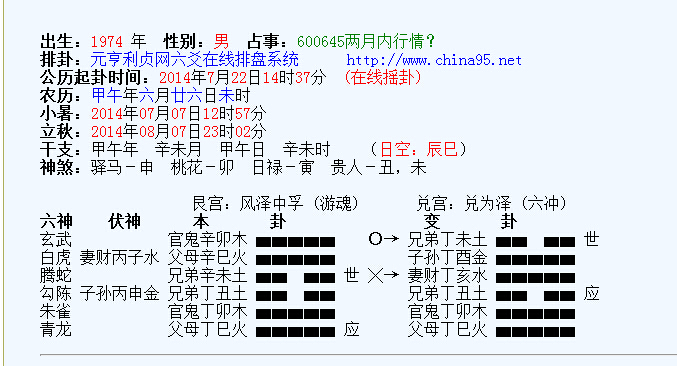 出生：1974 年　性别：男　占事：600645两月内行情？
排卦：元亨利贞网六爻在线排盘系统　　http://www.china95.net
公历起卦时间：2014年7月22日14时37分 （在线摇卦）
农历：甲午年六月廿六日未时
小暑：2014年07月07日12时57分
立秋：2014年08月07日23时02分
干支：甲午年　辛未月　甲午日　辛未时　　（日空：辰巳）
神煞：驿马－申　桃花－卯　日禄－寅　贵人－丑，未
艮宫：风泽中孚（游魂）　　兑宫：兑为泽（六冲）
六神　伏神　本　卦　变　卦
玄武　官鬼辛卯木　O→　兄弟丁未土　世
白虎　妻财丙子水　父母辛巳火　子孙丁酉金
腾蛇　兄弟辛未土　世　╳→　妻财丁亥水
勾陈　子孙丙申金　兄弟丁丑土　兄弟丁丑土　应
朱雀　官鬼丁卯木　官鬼丁卯木
青龙　父母丁巳火　应　父母丁巳火